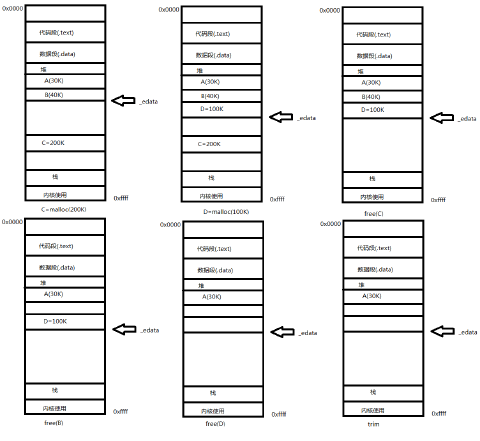 0x0000
代码段(.text)
数据段(.data)
堆
A(30K)
B(40K)
_edata
C=200K
栈
内核使用
0xffff
C=malloc(200K)
0x0000
代码段(.text)
数据段(.data)
堆
A(30K)
B(40K)
D=100K
_edata
C=200K
栈
内核使用
0xffff
D=malloc(100K)
0x0000
代码段(.text)
数据段(.data)
堆
A(30K)
B(40K)
D=100K
_edata
栈
内核使用
0xffff
free(C)
0x0000
代码段(.text)
数据段(.data)
堆
A(30K)
D=100K
_edata
栈
内核使用
0xffff
free(B)
0x0000
代码段(.text)
数据段(.data)
堆
A(30K)
_edata
栈
内核使用
0xffff
free(D)
0x0000
代码段(.text)
数据段(.data)
堆
A(30K)
_edata
栈
内核使用
0xffff
trim